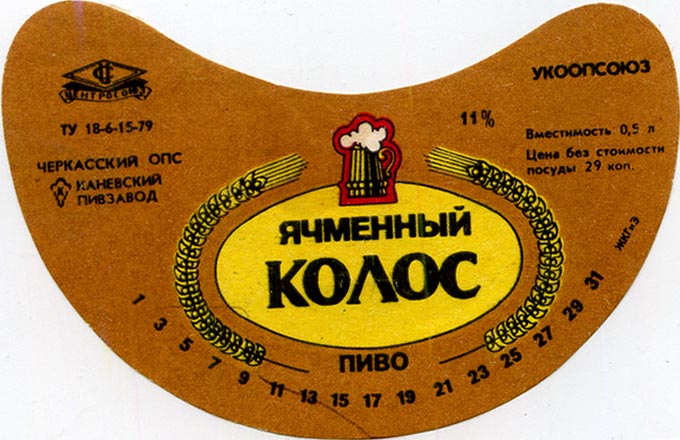 ЦЕНТРОСОЮЗ
ТУ 18-6-15-79
ЧЕРКАССКИЙ ОПС
КАНЕВСКИЙ
ПИВЗАВОД
УКООПСОЮЗ
11%
Вместимость 0,5 л
Цена без стоимости
посуды 29 коп.
ЯЧМЕННЫЙ
КОЛОС
ПИВО
1 3 5 7 9 11 13 15 17 19 21 23 25 27 29 31